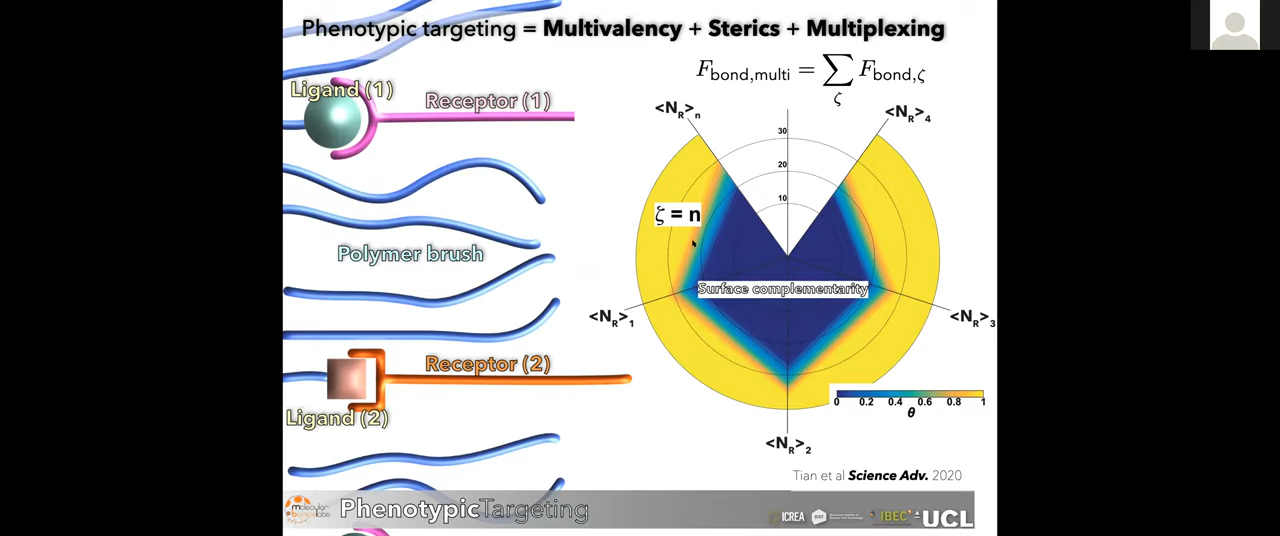 Phenotypic targeting = Multivalency + Sterics + Multiplexing
F_bond,multi = ∑_ζ F_bond,ζ
Ligand (1)
Receptor (1)
Polymer brush
Receptor (2)
Ligand (2)
<N_R>_n
<N_R>_4
30
20
10
ζ = n
Surface complementarity
<N_R>_1
<N_R>_3
<N_R>_2
0 0.2 0.4 0.6 0.8 1
θ
Tian et al Science Adv. 2020
PhenotypicTargeting
ICREA
IBEC
UCL